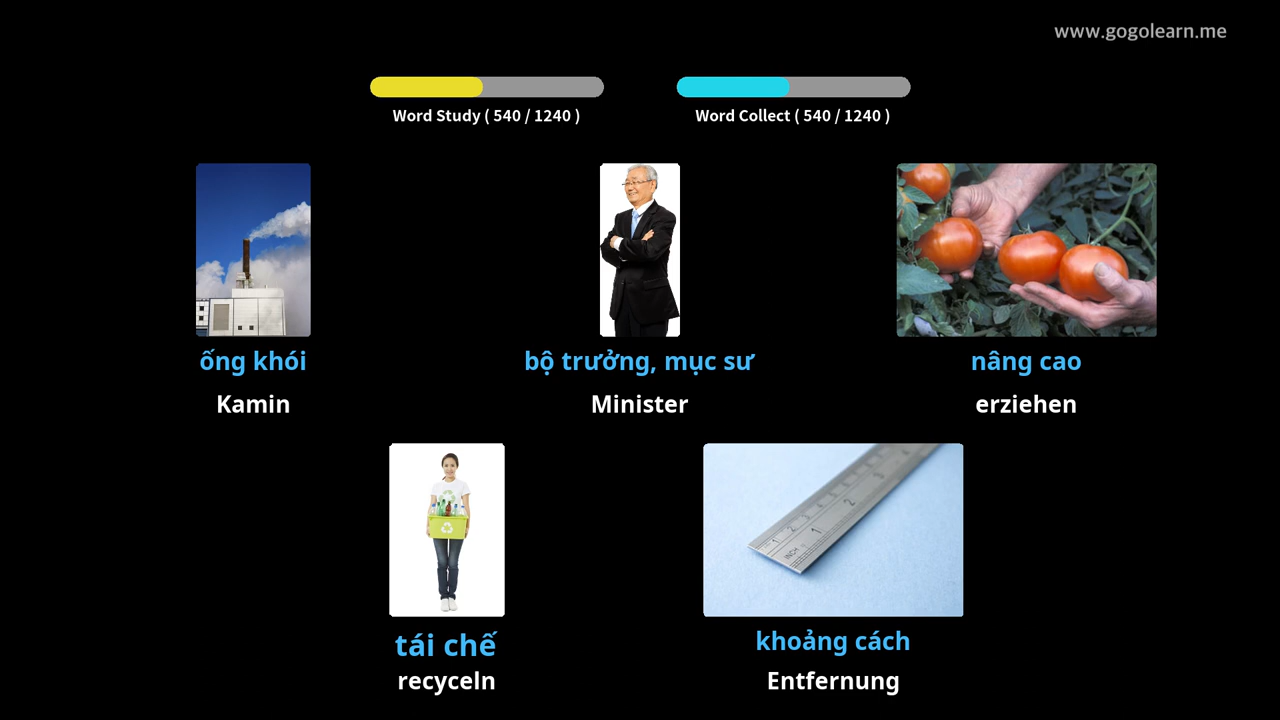 www.gogolearn.me
Word Study ( 540 / 1240 )
Word Collect ( 540 / 1240 )
ống khói
Kamin
bộ trưởng, mục sư
Minister
nâng cao
erziehen
tái chế
recyceln
khoảng cách
Entfernung